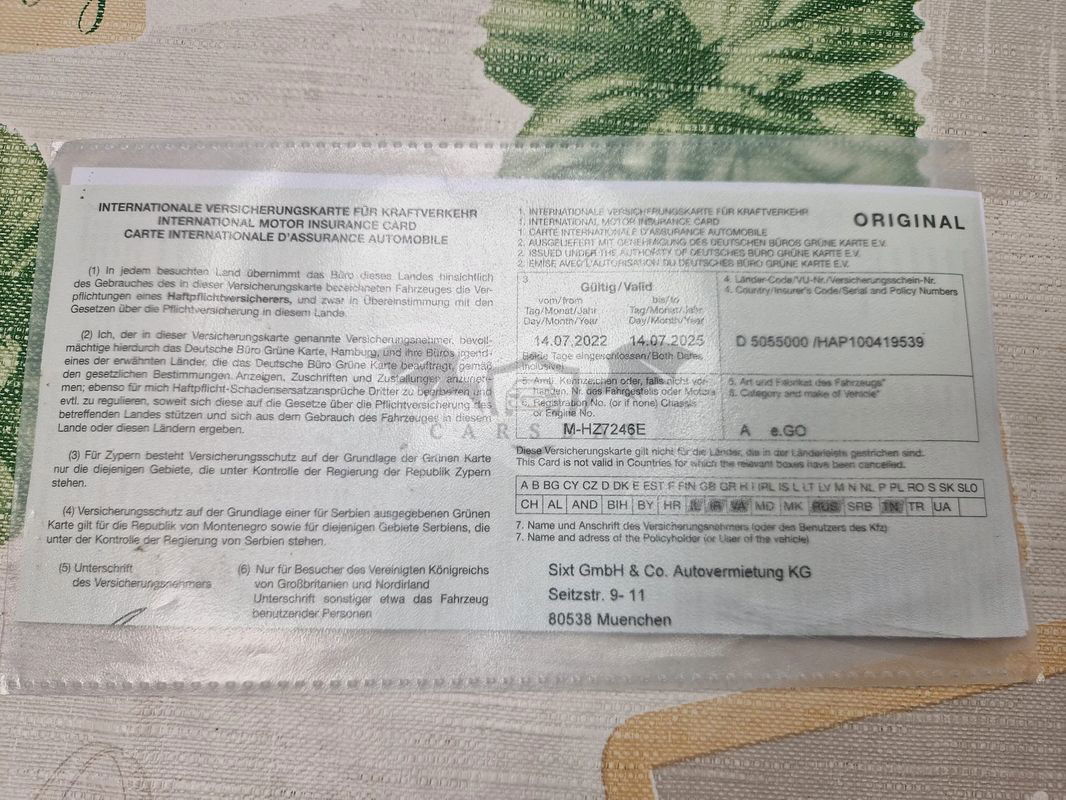 INTERNATIONALE VERSICHERUNGSKARTE FÜR KRAFTVERKEHR
INTERNATIONAL MOTOR INSURANCE CARD
CARTE INTERNATIONALE D'ASSURANCE AUTOMOBILE
(1) In jedem besuchten Land übernimmt das Büro dieses Landes hinsichtlich
des Gebrauches des in dieser Versicherungskarte bezeichneten Fahrzeuges die Ver-
pflichtungen eines Haftpflichtversicherers, und zwar in Übereinstimmung mit den
Gesetzen über die Pflichtversicherung in diesem Lande.
(2) Ich, der in dieser Versicherungskarte genannte Versicherungsnehmer, bevoll-
mächtige hierdurch das Deutsche Büro Grüne Karte, Hamburg, und ihre Büros irgend-
eines der erwähnten Länder, die das Deutsche Büro Grüne Karte beauftragt, gemäß
den gesetzlichen Bestimmungen. Anzeigen, Zuschriften und Zustellungen anzuneh-
men; ebenso für mich Haftpflicht-Schadensersatzansprüche Dritter zu bearbeiten und
evtl. zu regulieren, soweit sich diese auf die Gesetze über die Pflichtversicherung im
betreffenden Landes stützen und sich aus dem Gebrauch des Fahrzeuges in diesem
Lande oder diesen Ländern ergeben.
(3) Für Zypern besteht Versicherungsschutz auf der Grundlage der Grünen Karte
nur die diejenigen Gebiete, die unter Kontrolle der Regierung der Republik Zypern
stehen.
(4) Versicherungsschutz auf der Grundlage einer für Serbien ausgegebenen Grünen
Karte gilt für die Republik von Montenegro sowie für diejenigen Gebiete Serbiens, die
unter der Kontrolle der Regierung von Serbien stehen.
(5) Unterschrift
des Versicherungsnehmers
(6) Nur für Besucher des Vereinigten Königreichs
von Großbritanien und Nordirland
Unterschrift sonstiger etwa das Fahrzeug
benutzender Personen
1. INTERNATIONALE VERSICHERUNGSKARTE FÜR KRAFTVERKEHR
1. INTERNATIONAL MOTOR INSURANCE CARD
1. CARTE INTERNATIONALE D'ASSURANCE AUTOMOBILE
2. AUSGELIEFERT MIT GENEHMIGUNG DES DEUTSCHEN BÜROS GRÜNE KARTE E.V.
2. ISSUED UNDER THE AUTHORITY OF DEUTSCHES BÜRO GRÜNE KARTE E.V.
2. EMISE AVEC L'AUTORISATION DU DEUTSCHES BÜRO GRÜNE KARTE E.V.
ORIGINAL
3.
Gültig/Valid
vom/from bis/to
Tag/Monat/Jahr Tag/Monat/Jahr
Day/Month/Year Day/Month/Year
14.07.2022 14.07.2025
Beide Tage eingeschlossen/Both Dates
inclusive)
4. Länder-Code/VU-Nr./Versicherungsschein-Nr.
4. Country/Insurer's Code/Serial and Policy Numbers
D 5055000 /HAP100419539
5. Amtl. Kennzeichen oder, falls nicht vor-
handen, Nr. des Fahrgestells oder Motors
6. Registration No. (or if none) Chassis
or Engine No.
M-HZ7246E
CARS
6. Art und Fabrikat des Fahrzeugs*
6. Category and make of Vehicle*
A e.GO
Diese Versicherungskarte gilt nicht für die Länder, die in der Länderleiste gestrichen sind.
This Card is not valid in Countries for which the relevant boxes have been cancelled.
A B BG CY CZ D DK E EST F FIN GB GR H I IRL IS L LT LV M N NL P PL RO S SK SLO
CH AL AND BIH BY HR IL IR MA MD MK RUS SRB TN TR UA
7. Name und Anschrift des Versicherungsnehmers (oder des Benutzers des Kfz)
7. Name and adress of the Policyholder (or User of the vehicle)
Sixt GmbH & Co. Autovermietung KG
Seitzstr. 9- 11
80538 Muenchen